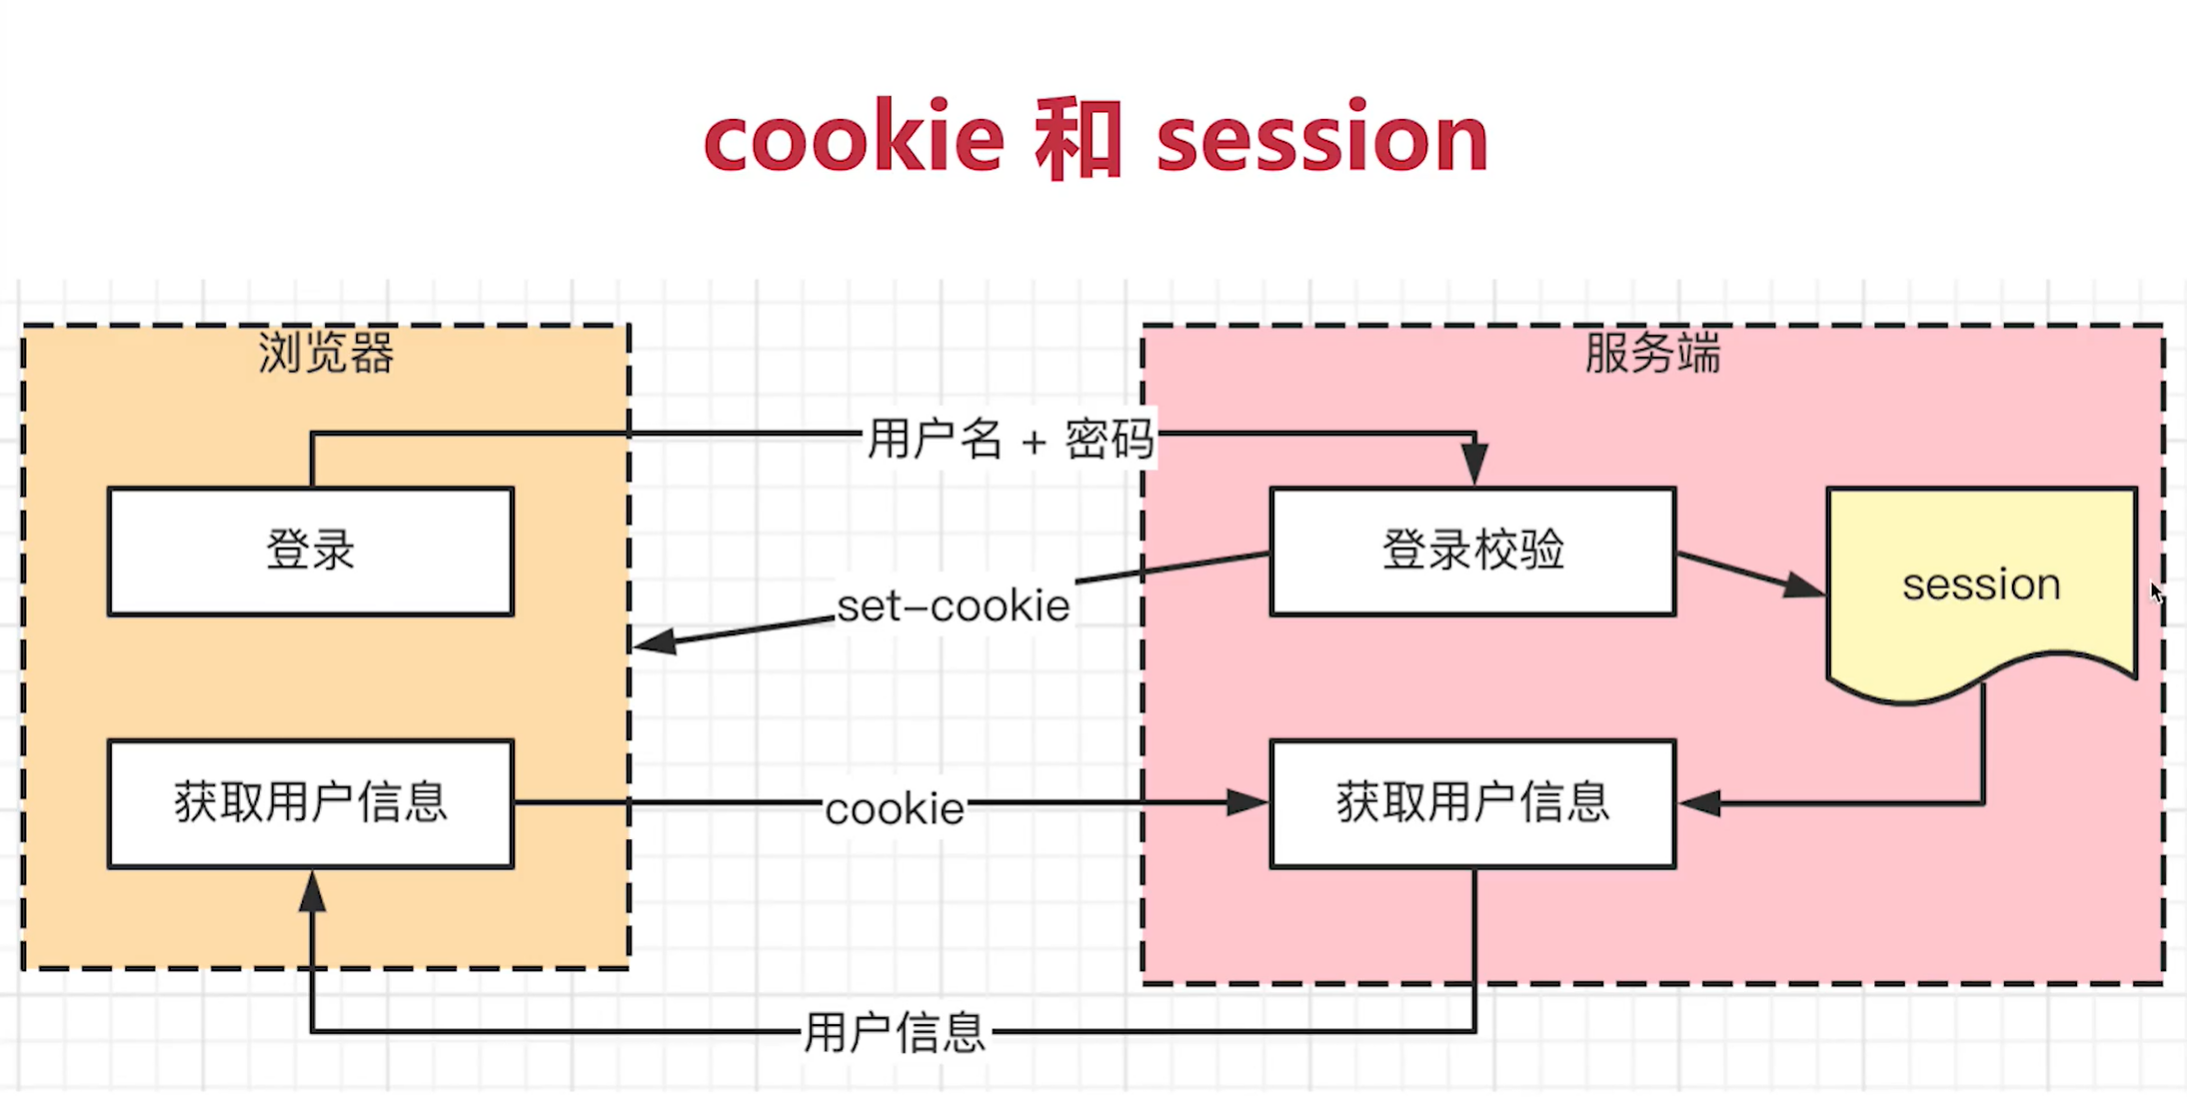 cookie 和 session
浏览器
服务端
用户名 + 密码
登录
登录校验
session
set-cookie
获取用户信息
cookie
获取用户信息
用户信息